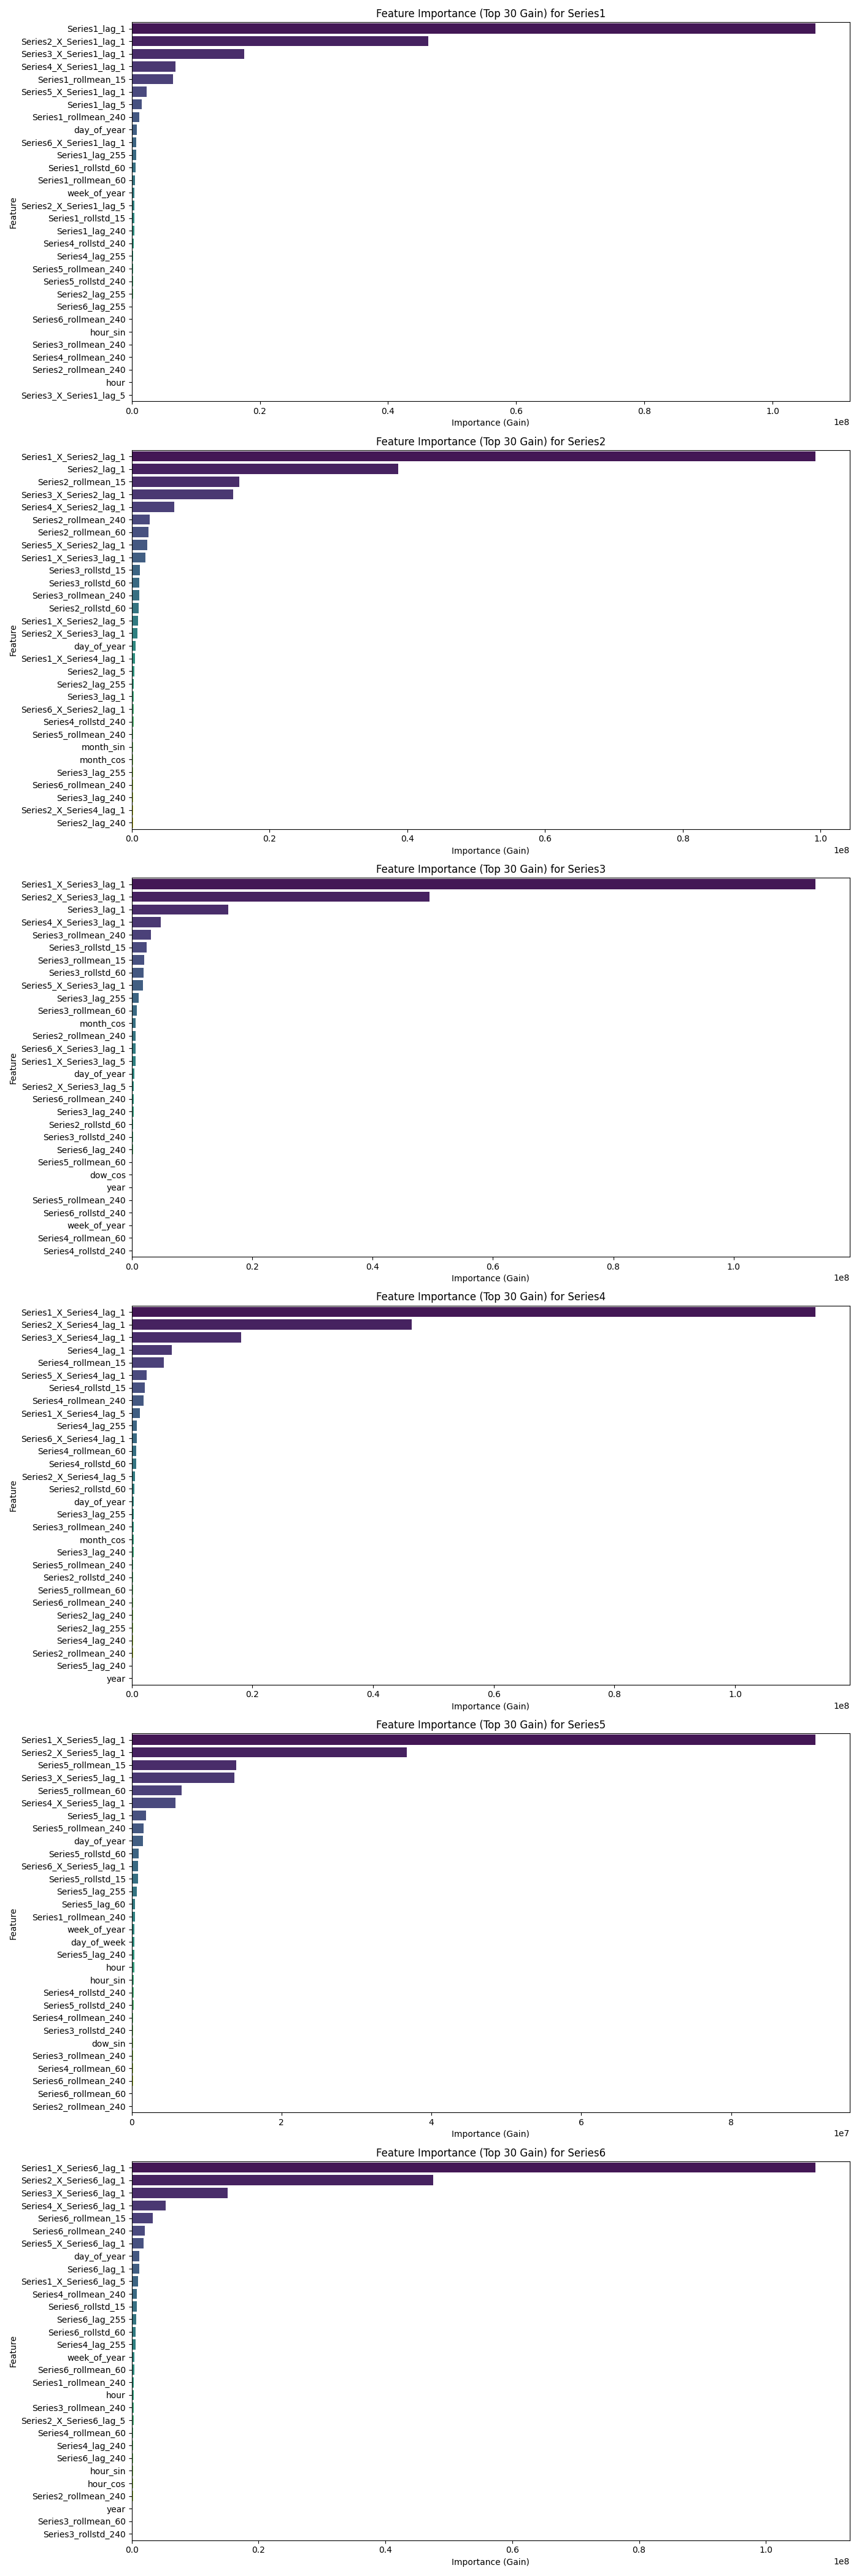 Feature Importance (Top 30 Gain) for Series1
Series1_lag_1
Series2_X_Series1_lag_1
Series3_X_Series1_lag_1
Series4_X_Series1_lag_1
Series1_rollmean_15
Series5_X_Series1_lag_1
Series1_lag_5
Series1_rollmean_240
day_of_year
Series6_X_Series1_lag_1
Series1_lag_255
Series1_rollstd_60
Series1_rollmean_60
week_of_year
Series2_X_Series1_lag_5
Series1_rollstd_15
Series1_lag_240
Series4_rollstd_240
Series4_lag_255
Series5_rollmean_240
Series5_rollstd_240
Series2_lag_255
Series6_lag_255
Series6_rollmean_240
hour_sin
Series3_rollmean_240
Series4_rollmean_240
Series2_rollmean_240
hour
Series3_X_Series1_lag_5
Feature
0.0 0.2 0.4 0.6 0.8 1.0
1e8
Importance (Gain)
Feature Importance (Top 30 Gain) for Series2
Series1_X_Series2_lag_1
Series2_lag_1
Series2_rollmean_15
Series3_X_Series2_lag_1
Series4_X_Series2_lag_1
Series2_rollmean_240
Series2_rollmean_60
Series5_X_Series2_lag_1
Series1_X_Series3_lag_1
Series3_rollstd_15
Series3_rollstd_60
Series3_rollmean_240
Series2_rollstd_60
Series1_X_Series2_lag_5
Series2_X_Series3_lag_1
day_of_year
Series1_X_Series4_lag_1
Series2_lag_5
Series2_lag_255
Series3_lag_1
Series6_X_Series2_lag_1
Series4_rollstd_240
Series5_rollmean_240
month_sin
month_cos
Series3_lag_255
Series6_rollmean_240
Series3_lag_240
Series2_X_Series4_lag_1
Series2_lag_240
Feature
0.0 0.2 0.4 0.6 0.8 1.0
1e8
Importance (Gain)
Feature Importance (Top 30 Gain) for Series3
Series1_X_Series3_lag_1
Series2_X_Series3_lag_1
Series3_lag_1
Series4_X_Series3_lag_1
Series3_rollmean_240
Series3_rollstd_15
Series3_rollmean_15
Series3_rollstd_60
Series5_X_Series3_lag_1
Series3_lag_255
Series3_rollmean_60
month_cos
Series2_rollmean_240
Series6_X_Series3_lag_1
Series1_X_Series3_lag_5
day_of_year
Series2_X_Series3_lag_5
Series6_rollmean_240
Series3_lag_240
Series2_rollstd_60
Series3_rollstd_240
Series6_lag_240
Series5_rollmean_60
dow_cos
year
Series5_rollmean_240
Series6_rollstd_240
week_of_year
Series4_rollmean_60
Series4_rollstd_240
Feature
0.0 0.2 0.4 0.6 0.8 1.0
1e8
Importance (Gain)
Feature Importance (Top 30 Gain) for Series4
Series1_X_Series4_lag_1
Series2_X_Series4_lag_1
Series3_X_Series4_lag_1
Series4_lag_1
Series4_rollmean_15
Series5_X_Series4_lag_1
Series4_rollstd_15
Series4_rollmean_240
Series1_X_Series4_lag_5
Series4_lag_255
Series6_X_Series4_lag_1
Series4_rollmean_60
Series4_rollstd_60
Series2_X_Series4_lag_5
Series2_rollstd_60
day_of_year
Series3_lag_255
Series3_rollmean_240
month_cos
Series3_lag_240
Series5_rollmean_240
Series2_rollstd_240
Series5_rollmean_60
Series6_rollmean_240
Series2_lag_240
Series2_lag_255
Series4_lag_240
Series2_rollmean_240
Series5_lag_240
year
Feature
0.0 0.2 0.4 0.6 0.8 1.0
1e8
Importance (Gain)
Feature Importance (Top 30 Gain) for Series5
Series1_X_Series5_lag_1
Series2_X_Series5_lag_1
Series5_rollmean_15
Series3_X_Series5_lag_1
Series5_rollmean_60
Series4_X_Series5_lag_1
Series5_lag_1
Series5_rollmean_240
day_of_year
Series5_rollstd_60
Series6_X_Series5_lag_1
Series5_rollstd_15
Series5_lag_255
Series5_lag_60
Series1_rollmean_240
week_of_year
day_of_week
Series5_lag_240
hour
hour_sin
Series4_rollstd_240
Series5_rollstd_240
Series4_rollmean_240
Series3_rollstd_240
dow_sin
Series3_rollmean_240
Series4_rollmean_60
Series6_rollmean_240
Series6_rollmean_60
Series2_rollmean_240
Feature
0 2 4 6 8
1e7
Importance (Gain)
Feature Importance (Top 30 Gain) for Series6
Series1_X_Series6_lag_1
Series2_X_Series6_lag_1
Series3_X_Series6_lag_1
Series4_X_Series6_lag_1
Series6_rollmean_15
Series6_rollmean_240
Series5_X_Series6_lag_1
day_of_year
Series6_lag_1
Series1_X_Series6_lag_5
Series4_rollmean_240
Series6_rollstd_15
Series6_lag_255
Series6_rollstd_60
Series4_lag_255
week_of_year
Series6_rollmean_60
Series1_rollmean_240
hour
Series3_rollmean_240
Series2_X_Series6_lag_5
Series4_rollmean_60
Series4_lag_240
Series6_lag_240
hour_sin
hour_cos
Series2_rollmean_240
year
Series3_rollmean_60
Series3_rollstd_240
Feature
0.0 0.2 0.4 0.6 0.8 1.0
1e8
Importance (Gain)